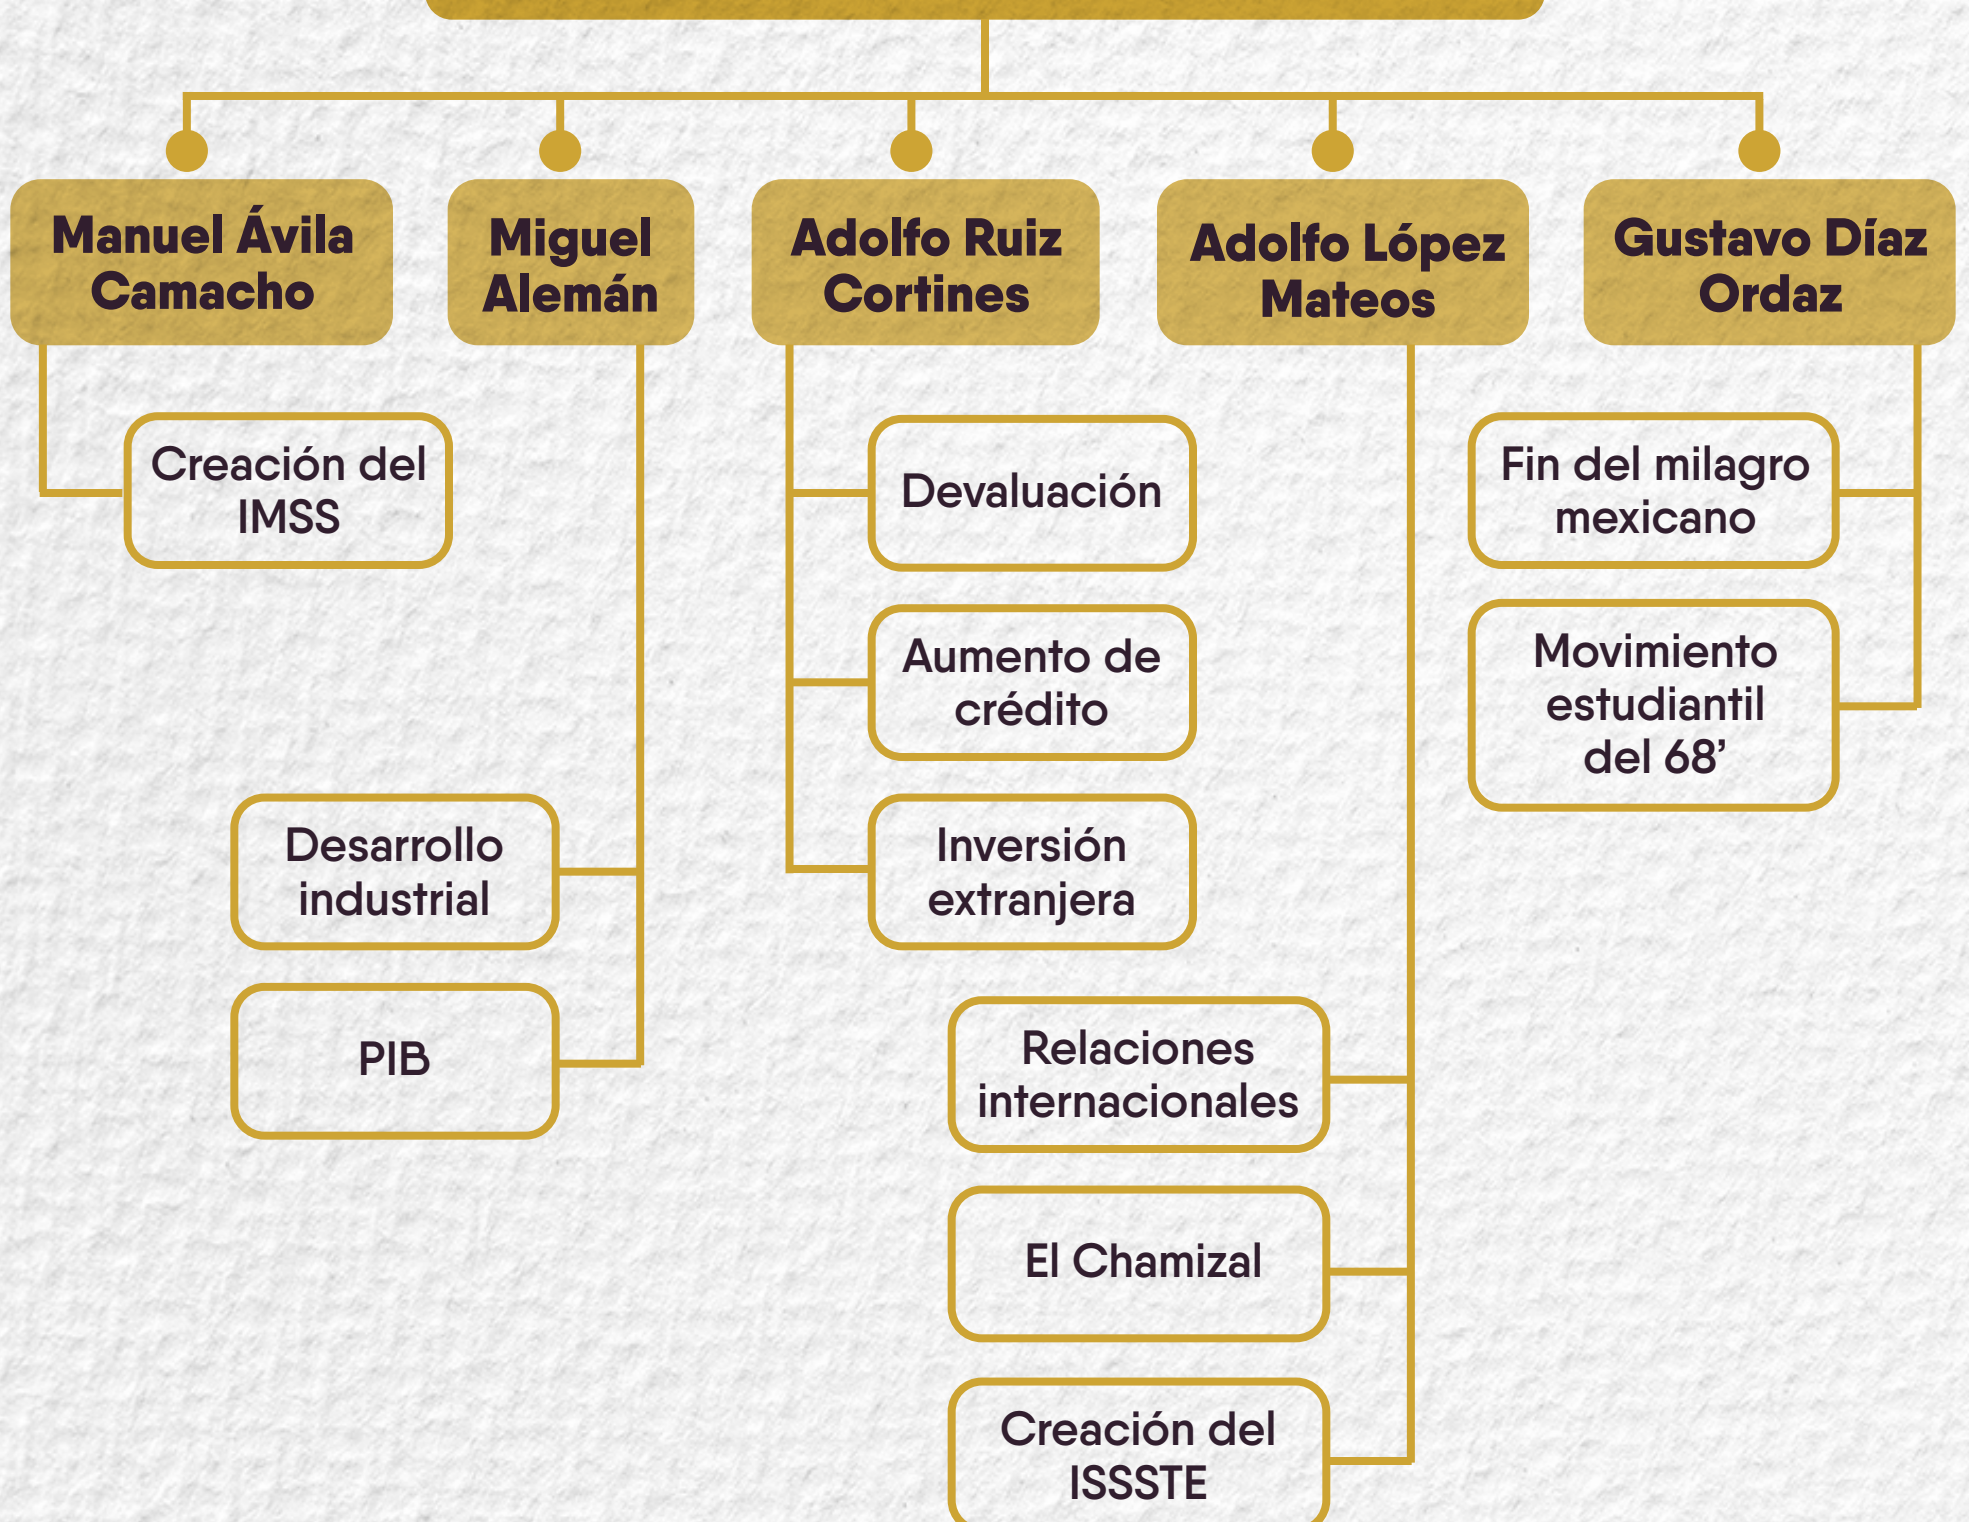 Manuel Ávila
Camacho
Miguel
Alemán
Adolfo Ruiz
Cortines
Adolfo López
Mateos
Gustavo Díaz
Ordaz
Creación del
IMSS
Desarrollo
industrial
PIB
Devaluación
Aumento de
crédito
Inversión
extranjera
Relaciones
internacionales
El Chamizal
Creación del
ISSSTE
Fin del milagro
mexicano
Movimiento
estudiantil
del 68’